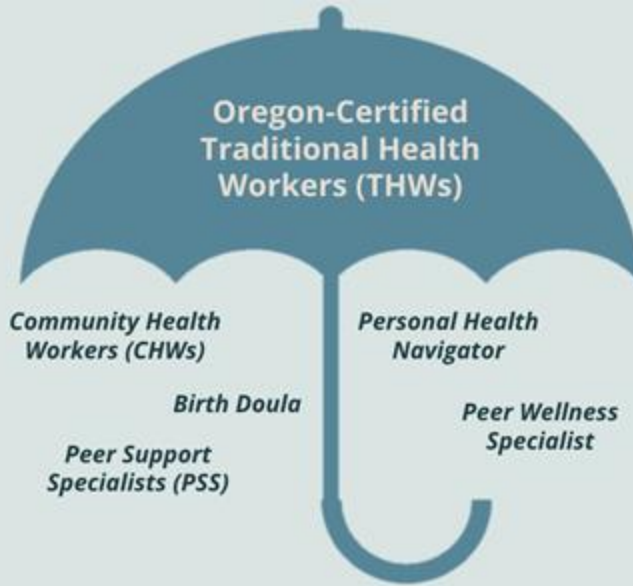 Oregon-Certified
Traditional Health
Workers (THWs)
Community Health
Workers (CHWs)
Birth Doula
Peer Support
Specialists (PSS)
Personal Health
Navigator
Peer Wellness
Specialist